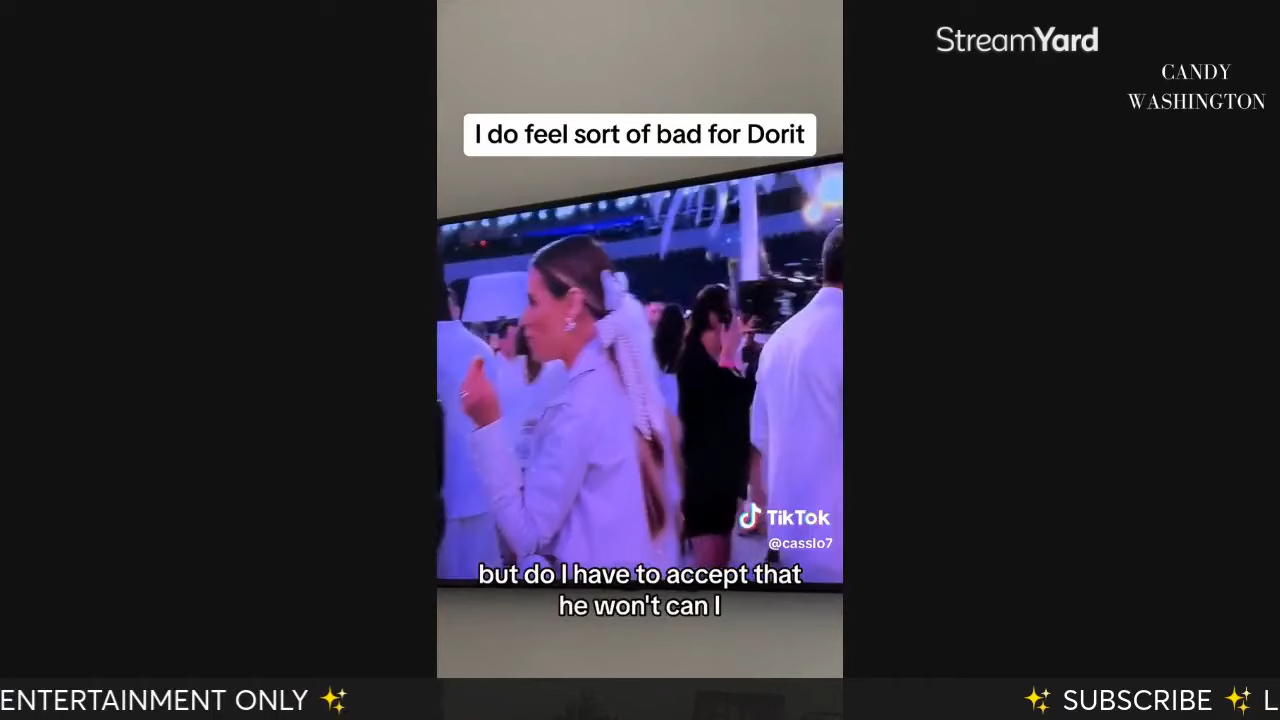 StreamYard
CANDY
WASHINGTON
I do feel sort of bad for Dorit
TikTok
@casslo7
but do I have to accept that
he won't can I
ENTERTAINMENT ONLY ✨
✨ SUBSCRIBE ✨ L